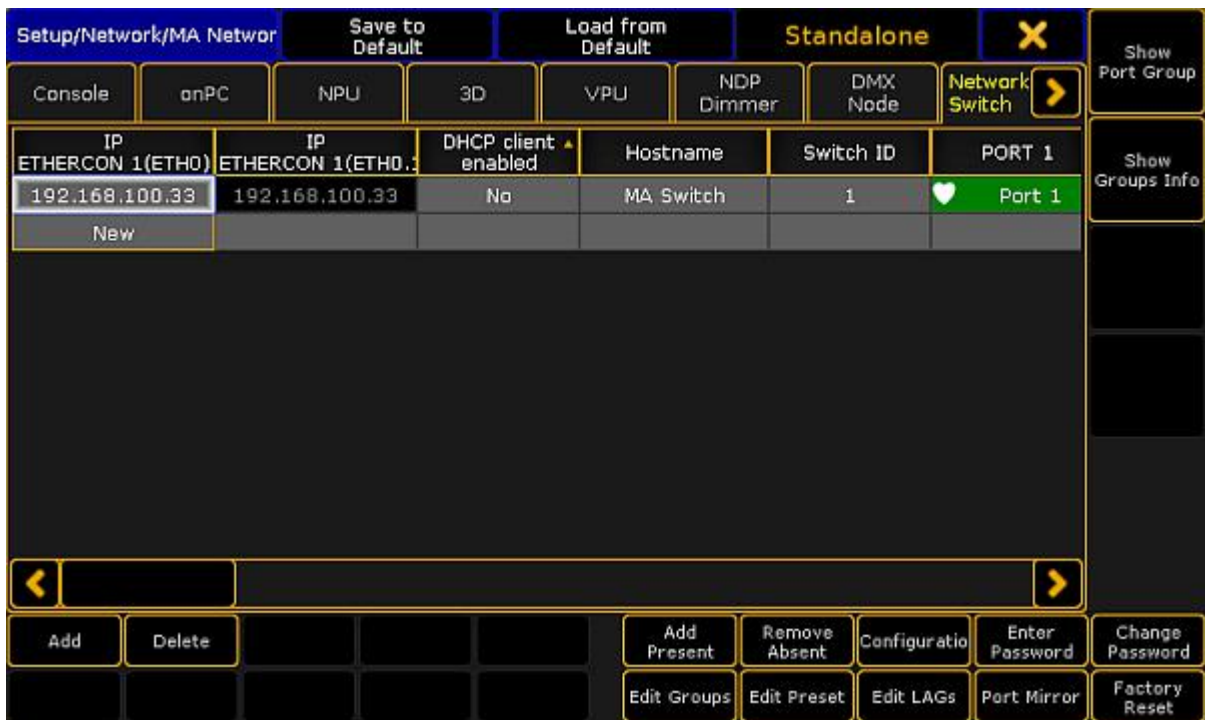 Setup/Network/MA Networ
Save to
Default
Load from
Default
Standalone
Show
Port Group
Console
onPC
NPU
3D
VPU
NDP
Dimmer
DMX
Node
Network
Switch
IP
ETHERCON 1(ETH0)
IP
ETHERCON 1(ETH0.1
DHCP client
enabled
Hostname
Switch ID
PORT 1
Show
Groups Info
192.168.100.33
192.168.100.33
No
MA Switch
1
Port 1
New
Add
Delete
Add
Present
Remove
Absent
Configuratio
Enter
Password
Change
Password
Edit Groups
Edit Preset
Edit LAGs
Port Mirror
Factory
Reset